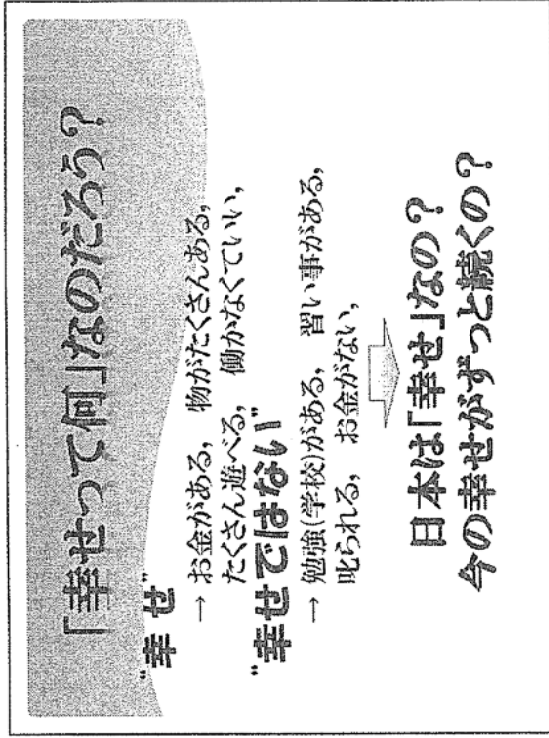 「幸せって何」なのだろう?
"幸せ"
→ お金がある, 物がたくさんある,
たくさん遊べる, 働かなくていい,
"幸せではない"
→ 勉強(学校)がある, 習い事がある,
叱られる, お金がない,
日本は「幸せ」なの?
今の幸せがずっと続くの?